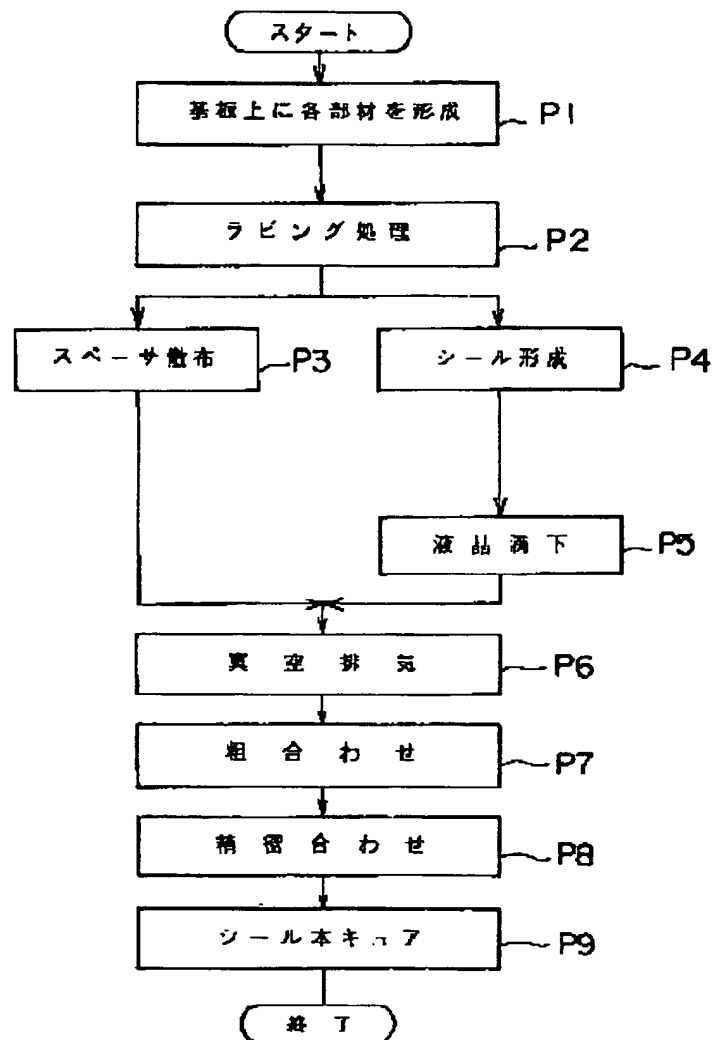 スタート
基板上に各部材を形成 P1
ラビング処理 P2
スペーサ散布 P3
シール形成 P4
液晶滴下 P5
真空排気 P6
粗合わせ P7
精密合わせ P8
シール本キュア P9
終了